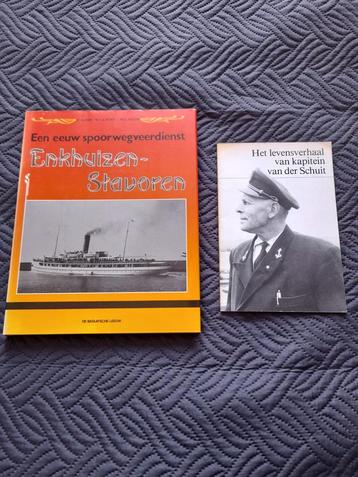 Een eeuw spoorwegveerdienst
Enkhuizen-
Stavoren
DE BATAAFSCHE LEEUW
Het levensverhaal
van kapitein
van der Schuit